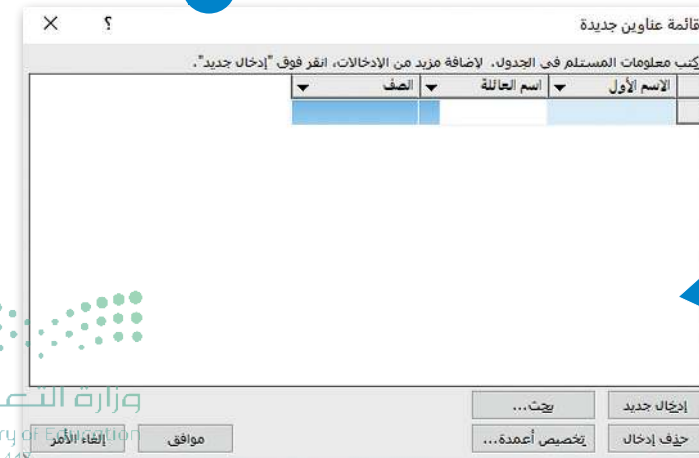 قائمة عناوين جديدة
كتب معلومات المستلم في الجدول. لإضافة مزيد من الإدخالات، انقر فوق "إدخال جديد".
الاسم الأول اسم العائلة الصف
إدخال جديد بحث...
حذف إدخال تخصيص أعمدة... موافق إلغاء الأمر
وزارة التعـ
ry of Education